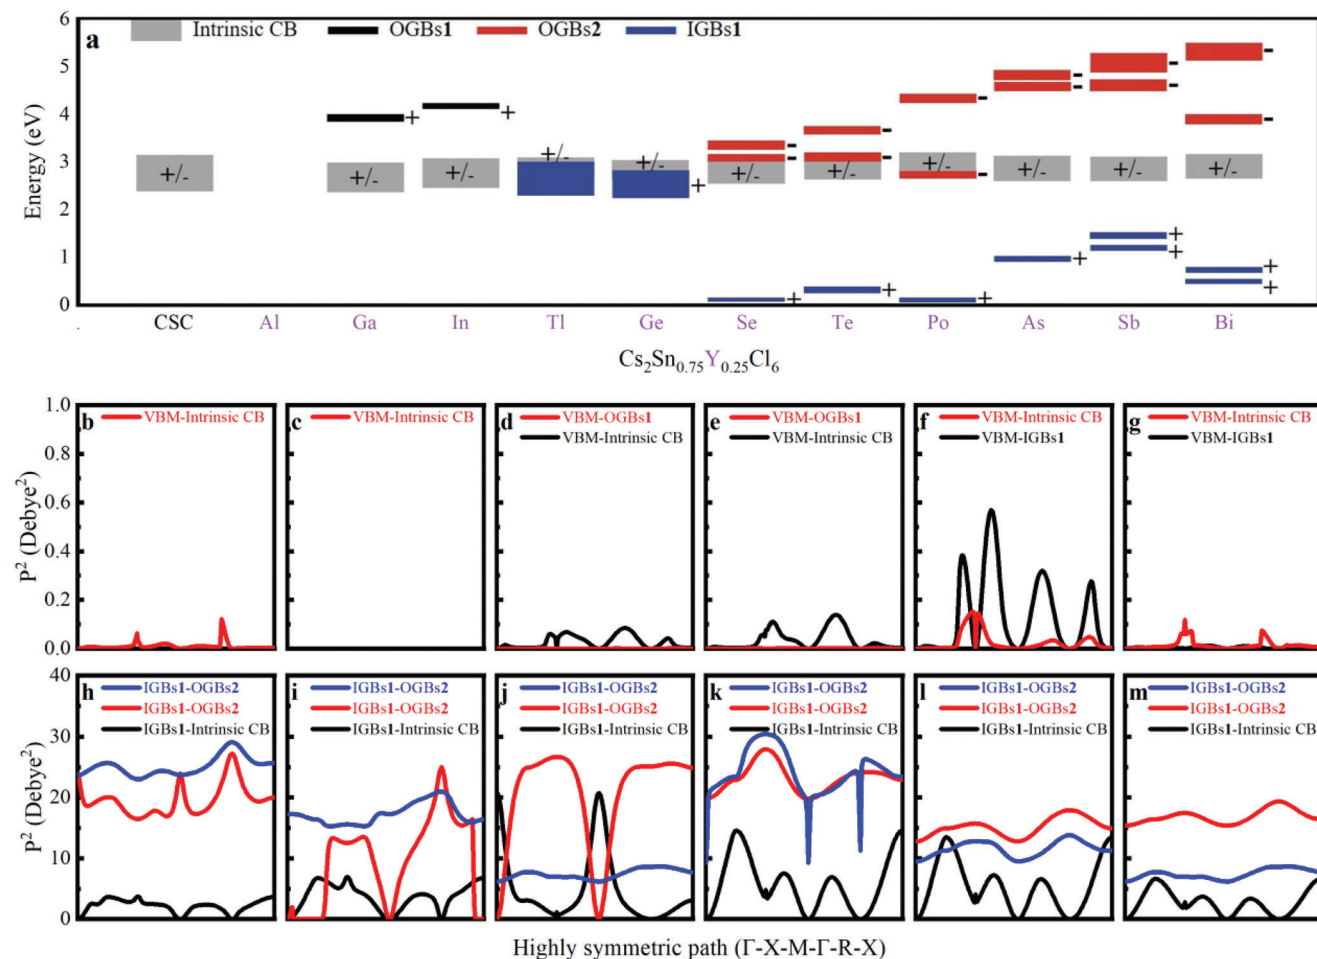 a
Intrinsic CB OGBs1 OGBs2 IGBs1
Energy (eV)
6
5
4
3
2
1
0
+ + +/- +/- +/- +/- +/- + +/- - - + +/- - - + +/- - - + +/- - - + +/- - - + + +/- - - + +
CSC Al Ga In Tl Ge Se Te Po As Sb Bi
Cs2Sn0.75Y0.25Cl6
P2 (Debye2)
1.0
0.8
0.6
0.4
0.2
0.0
b VBM-Intrinsic CB
c VBM-Intrinsic CB
d VBM-OGBs1
VBM-Intrinsic CB
e VBM-OGBs1
VBM-Intrinsic CB
f VBM-Intrinsic CB
VBM-IGBs1
g VBM-Intrinsic CB
VBM-IGBs1
P2 (Debye2)
40
30
20
10
0
h IGBs1-OGBs2
IGBs1-OGBs2
IGBs1-Intrinsic CB
i IGBs1-OGBs2
IGBs1-OGBs2
IGBs1-Intrinsic CB
j IGBs1-OGBs2
IGBs1-OGBs2
IGBs1-Intrinsic CB
k IGBs1-OGBs2
IGBs1-OGBs2
IGBs1-Intrinsic CB
l IGBs1-OGBs2
IGBs1-OGBs2
IGBs1-Intrinsic CB
m IGBs1-OGBs2
IGBs1-OGBs2
IGBs1-Intrinsic CB
Highly symmetric path (Γ-X-M-Γ-R-X)